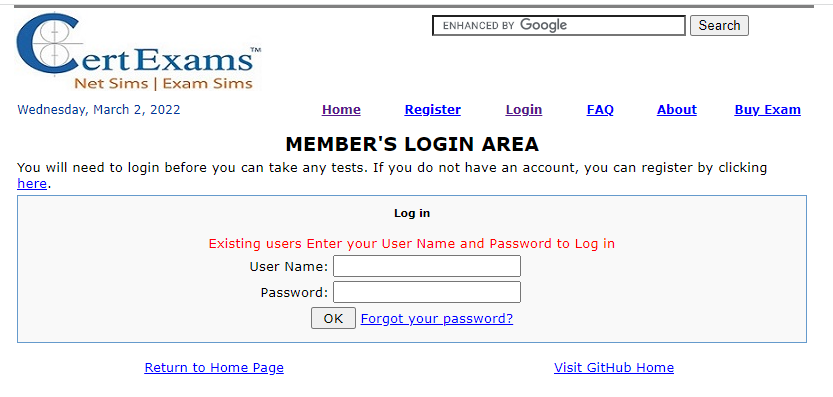 CertExams™
Net Sims | Exam Sims
ENHANCED BY Google Search
Wednesday, March 2, 2022 Home Register Login FAQ About Buy Exam
MEMBER'S LOGIN AREA
You will need to login before you can take any tests. If you do not have an account, you can register by clicking
here.
Log in
Existing users Enter your User Name and Password to Log in
User Name:
Password:
OK Forgot your password?
Return to Home Page Visit GitHub Home